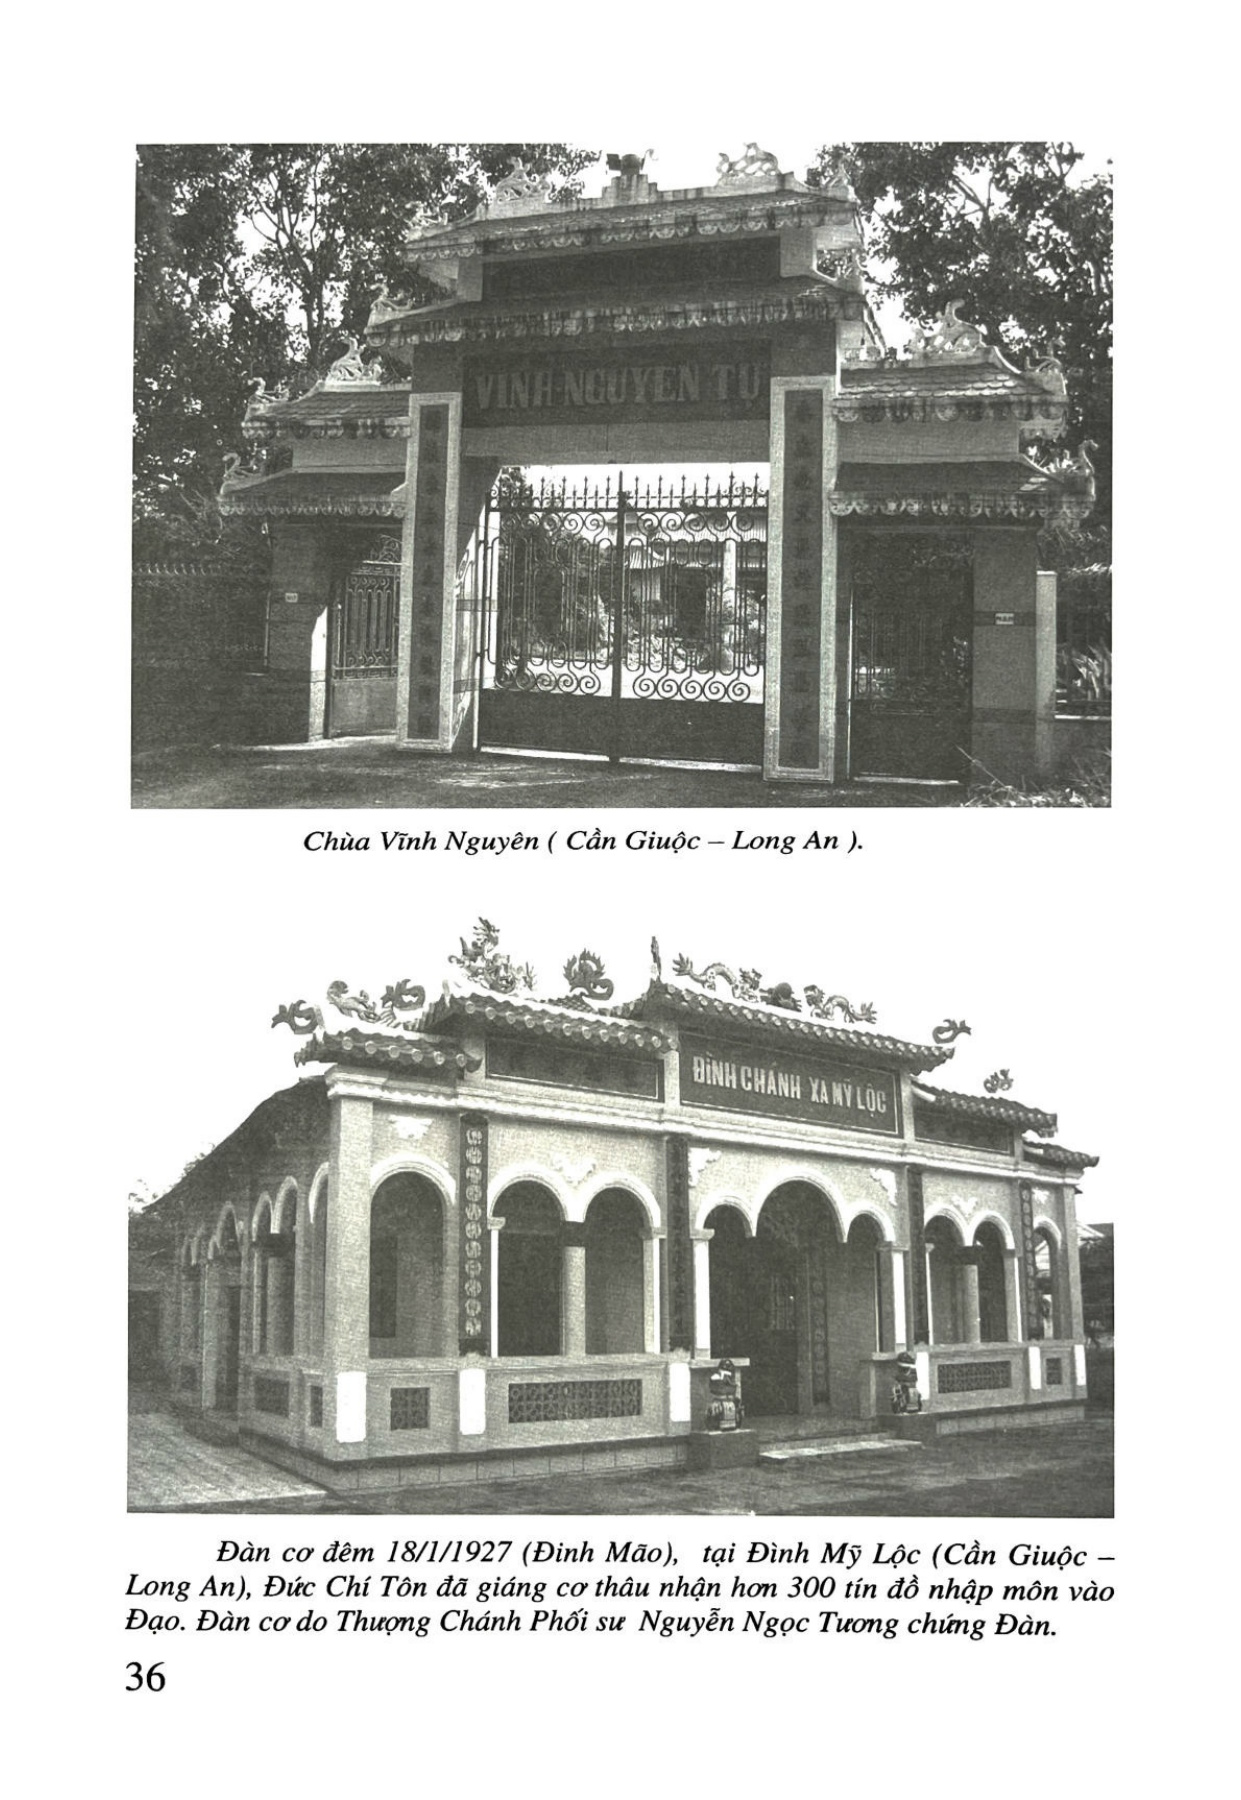 VĨNH-NGUYÊN TỰ
Chùa Vĩnh Nguyên ( Cần Giuộc – Long An ).
ĐÌNH CHÁNH XA MỸ LỘC
Đàn cơ đêm 18/1/1927 (Đinh Mão), tại Đình Mỹ Lộc (Cần Giuộc –
Long An), Đức Chí Tôn đã giáng cơ thâu nhận hơn 300 tín đồ nhập môn vào
Đạo. Đàn cơ do Thượng Chánh Phối sư Nguyễn Ngọc Tương chứng Đàn.
36